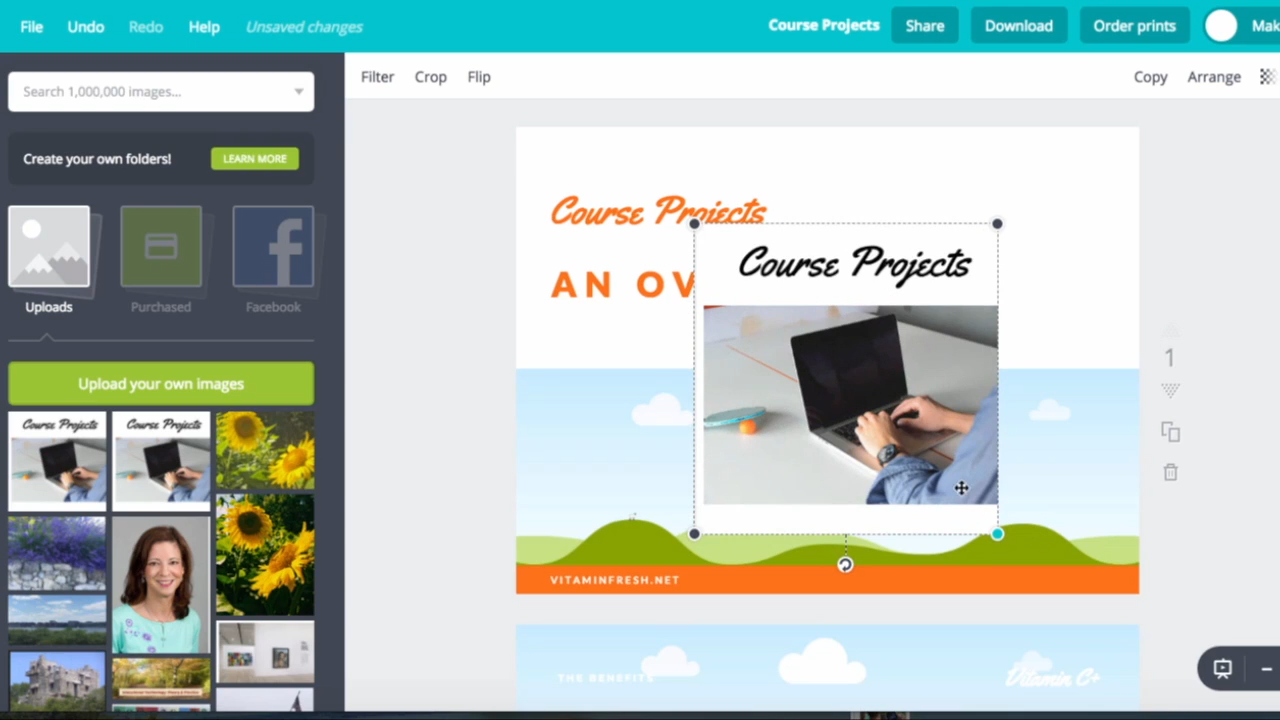 File Undo Redo Help Unsaved changes Course Projects Share Download Order prints Mak
Filter Crop Flip Copy Arrange
Search 1,000,000 images...
Create your own folders! LEARN MORE
Uploads Purchased Facebook
Upload your own images
Course Projects Course Projects
Course Projects
AN OV
Course Projects
VITAMINFRESH.NET
1
THE BENEFITS Vitamin C+